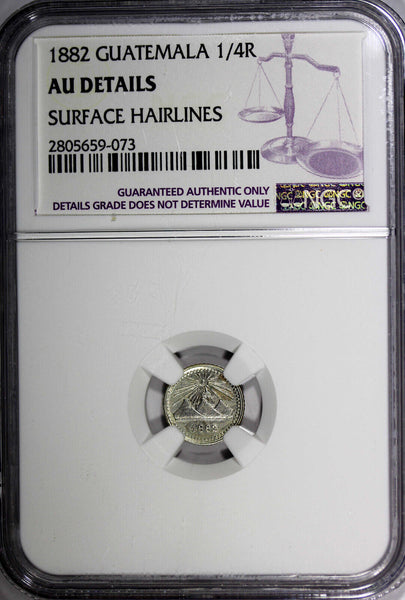 1882 GUATEMALA 1/4R
AU DETAILS
SURFACE HAIRLINES
2805659-073
GUARANTEED AUTHENTIC ONLY
DETAILS GRADE DOES NOT DETERMINE VALUE
NGC
1882